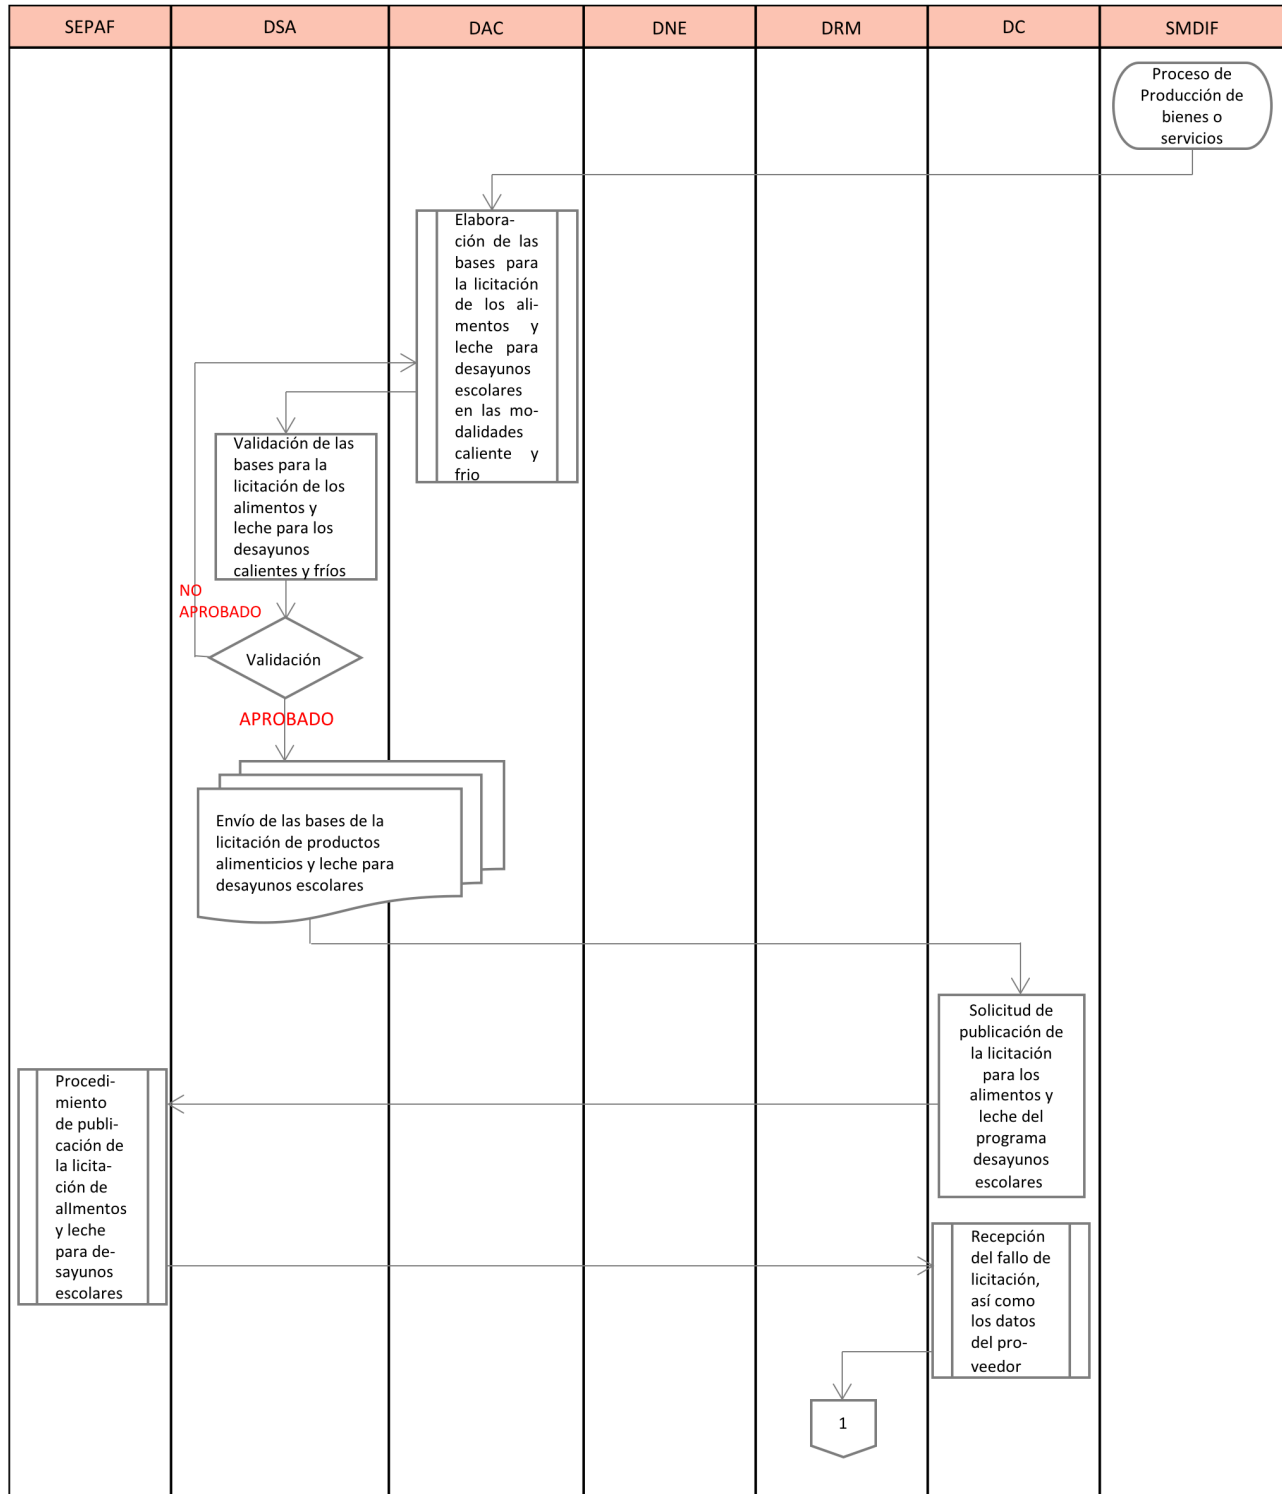 SEPAF
DSA
DAC
DNE
DRM
DC
SMDIF
Proceso de
Producción de
bienes o
servicios
Elabora-
ción de las
bases para
la licitación
de los ali-
mentos y
leche para
desayunos
escolares
en las mo-
dalidades
caliente y
frio
Validación de las
bases para la
licitación de los
alimentos y
leche para los
desayunos
calientes y fríos
NO
APROBADO
Validación
APROBADO
Envío de las bases de la
licitación de productos
alimenticios y leche para
desayunos escolares
Solicitud de
publicación de
la licitación
para los
alimentos y
leche del
programa
desayunos
escolares
Procedi-
miento
de publi-
cación de
la licita-
ción de
alImentos
y leche
para de-
sayunos
escolares
Recepción
del fallo de
licitación,
así como
los datos
del pro-
veedor
1